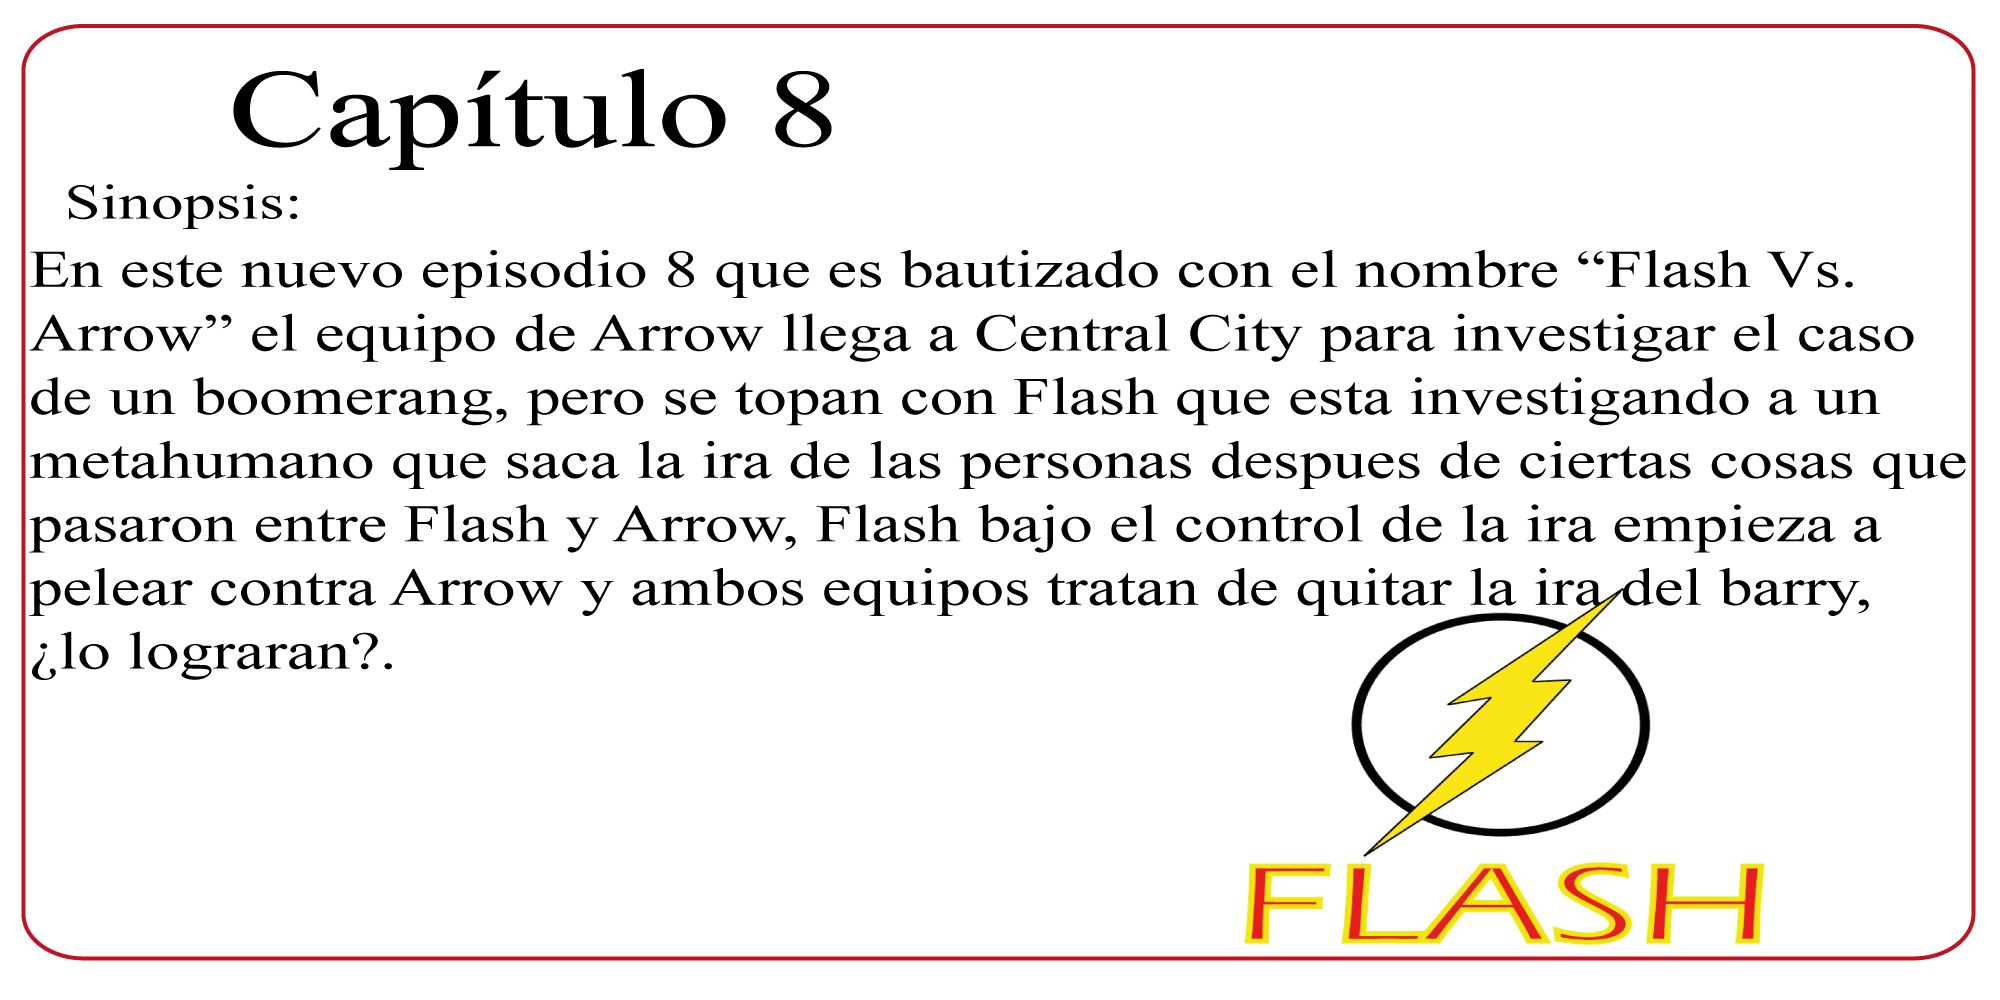 Capítulo 8
Sinopsis:
En este nuevo episodio 8 que es bautizado con el nombre “Flash Vs.
Arrow” el equipo de Arrow llega a Central City para investigar el caso
de un boomerang, pero se topan con Flash que esta investigando a un
metahumano que saca la ira de las personas despues de ciertas cosas que
pasaron entre Flash y Arrow, Flash bajo el control de la ira empieza a
pelear contra Arrow y ambos equipos tratan de quitar la ira del barry,
¿lo lograran?.
FLASH